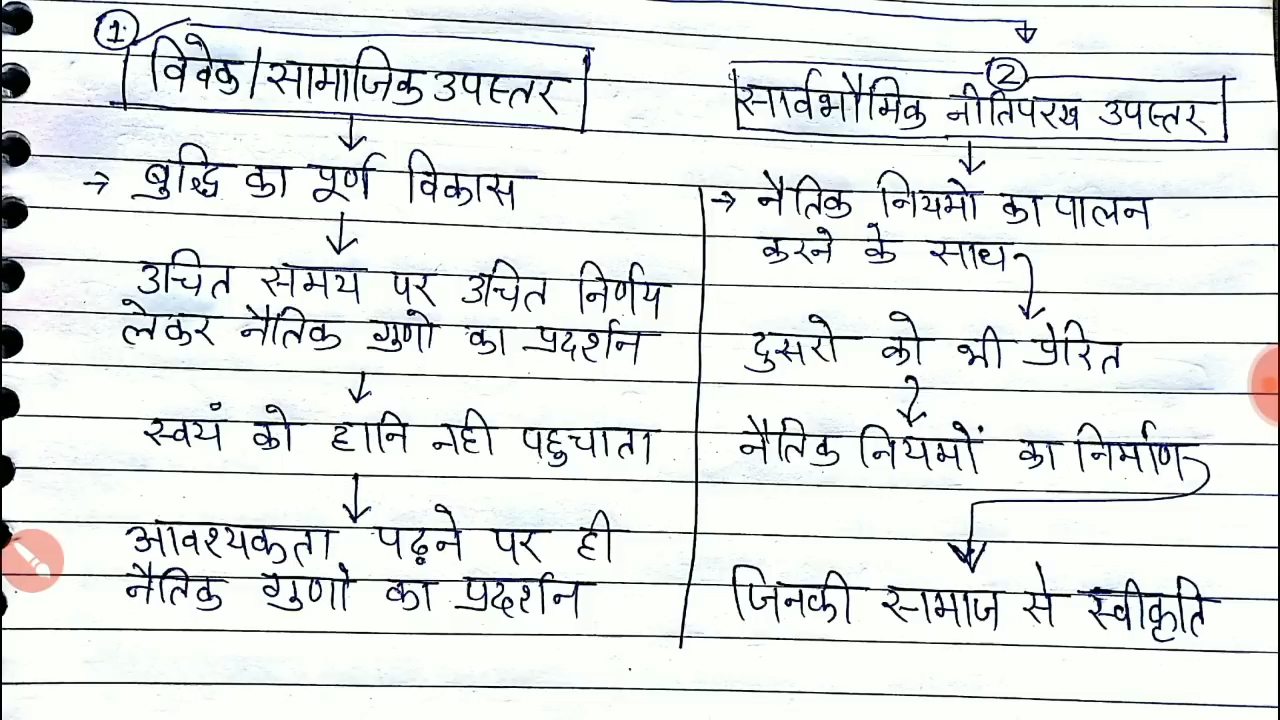 1.
विवेक/सामाजिक उपस्तर
→ बुद्धि का पूर्ण विकास
उचित समय पर उचित निर्णय
लेकर नैतिक गुणो का प्रदर्शन
स्वयं को हानि नही पहुचाता
आवश्यकता पढ़ने पर ही
नैतिक गुणो का प्रदर्शन
2
सार्वभौमिक नीतिपरख उपस्तर
→ नैतिक नियमो का पालन
करने के साथ
दुसरो को भी प्रेरित
नैतिक नियमों का निर्माण
जिनकी समाज से स्वीकृति